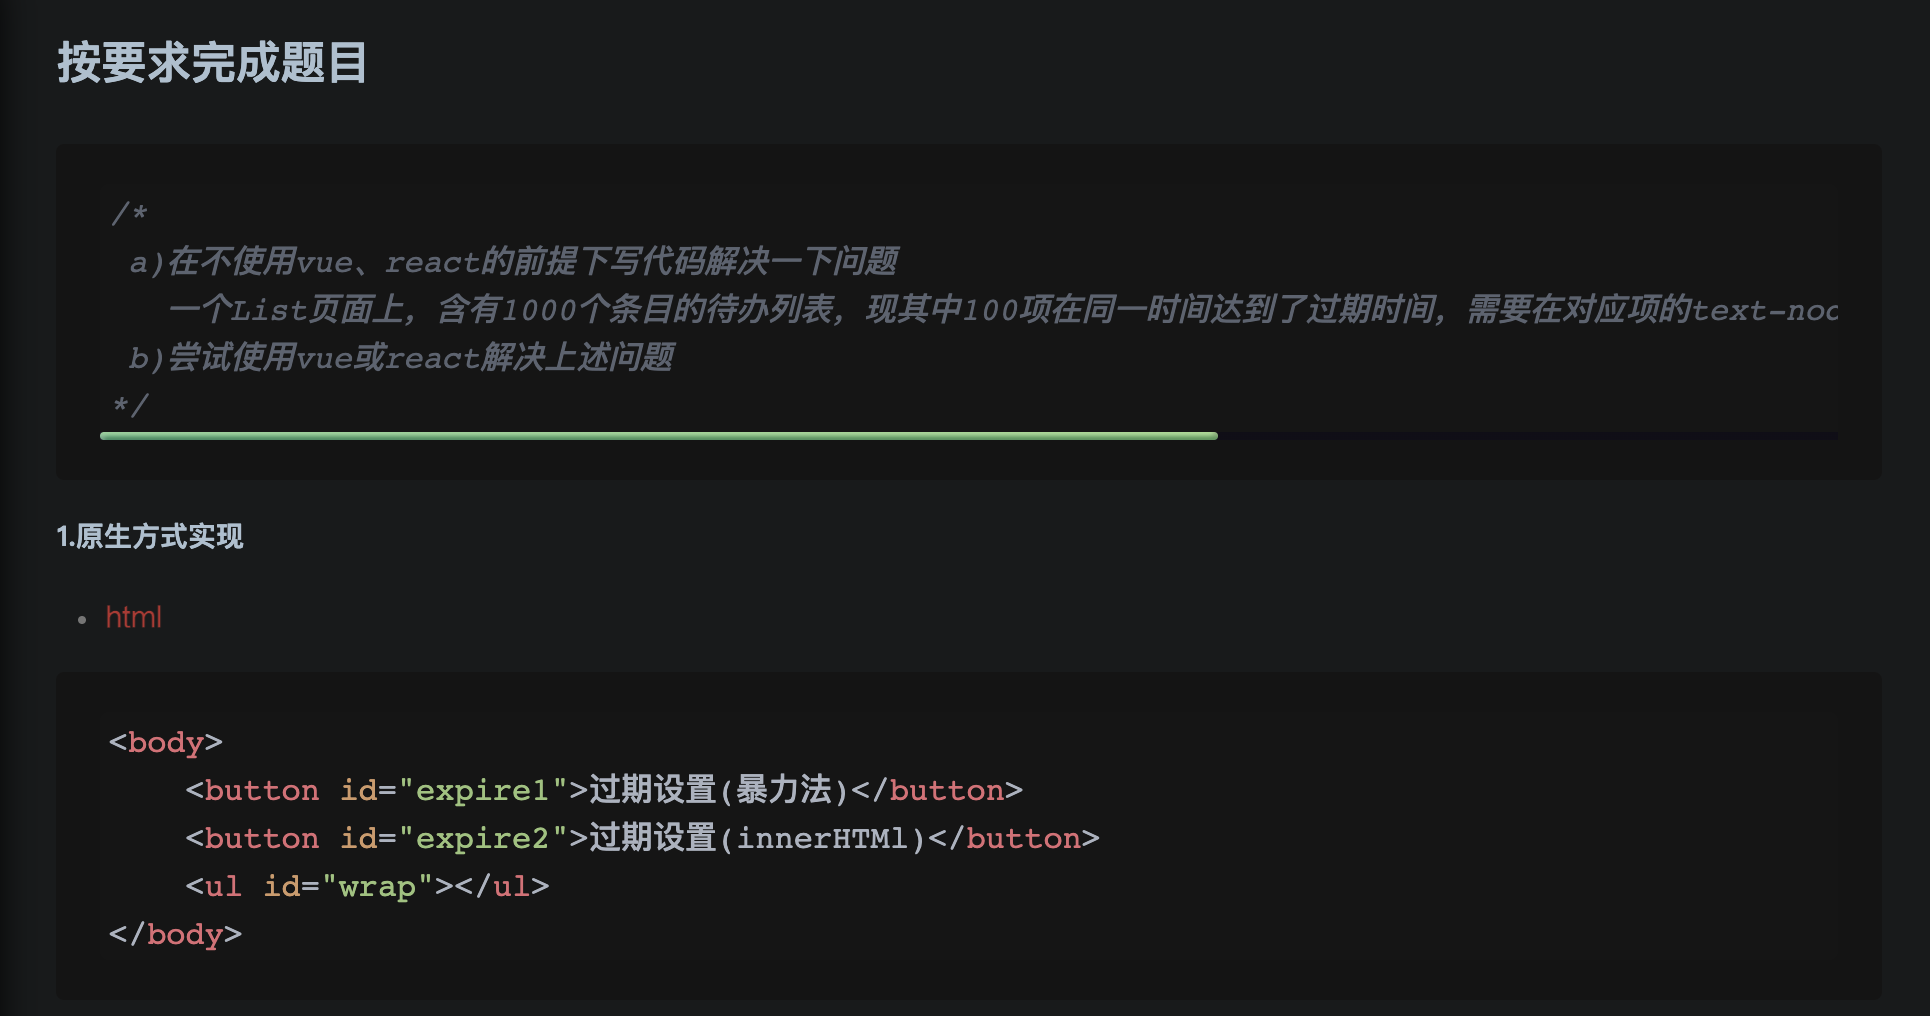 按要求完成题目
/*
a)在不使用vue、react的前提下写代码解决一下问题
一个List页面上，含有1000个条目的待办列表，现其中100项在同一时间达到了过期时间，需要在对应项的text-noc
b)尝试使用vue或react解决上述问题
*/
1.原生方式实现
• html
<body>
<button id="expire1">过期设置(暴力法)</button>
<button id="expire2">过期设置(innerHTMl)</button>
<ul id="wrap"></ul>
</body>